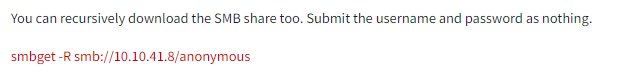 You can recursively download the SMB share too. Submit the username and password as nothing.
smbget -R smb://10.10.41.8/anonymous